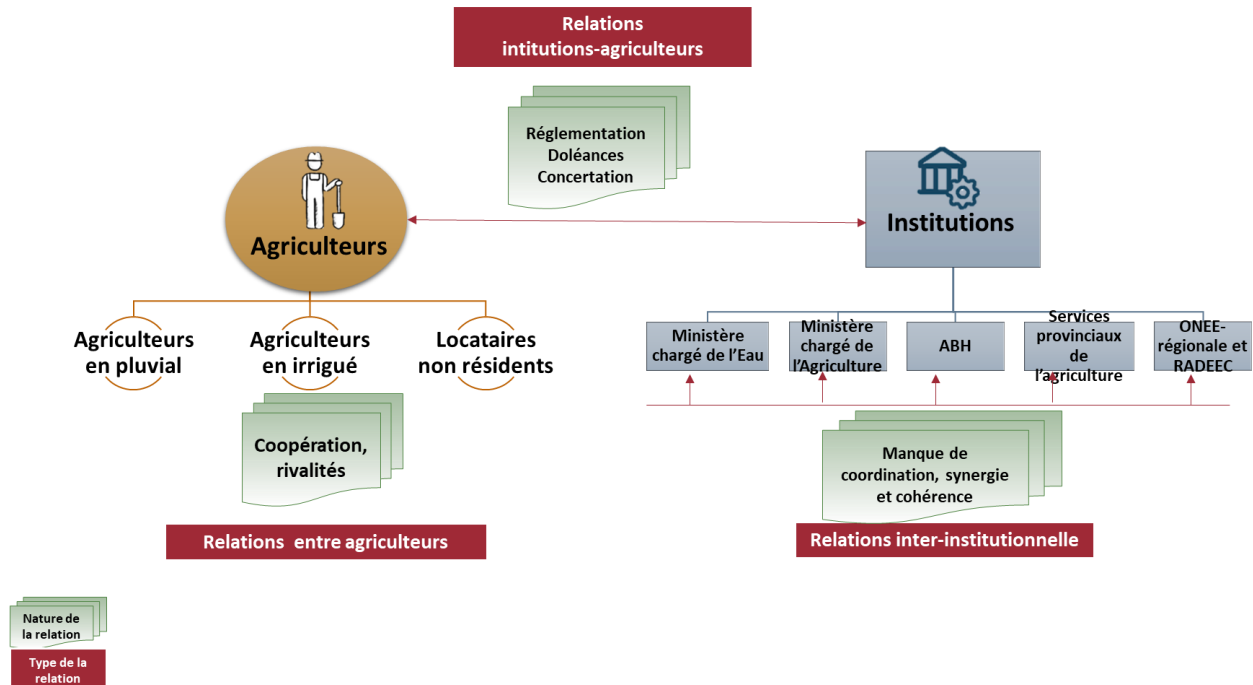 Relations
intitutions-agriculteurs
Réglementation
Doléances
Concertation
Agriculteurs
Institutions
Agriculteurs
en pluvial
Agriculteurs
en irrigué
Locataires
non résidents
Ministère
chargé de l’Eau
Ministère
chargé de
l’Agriculture
ABH
Services
provinciaux
de
l’agriculture
ONEE-
régionale et
RADEEC
Coopération,
rivalités
Manque de
coordination, synergie
et cohérence
Relations entre agriculteurs
Relations inter-institutionnelle
Nature de
la relation
Type de la
relation